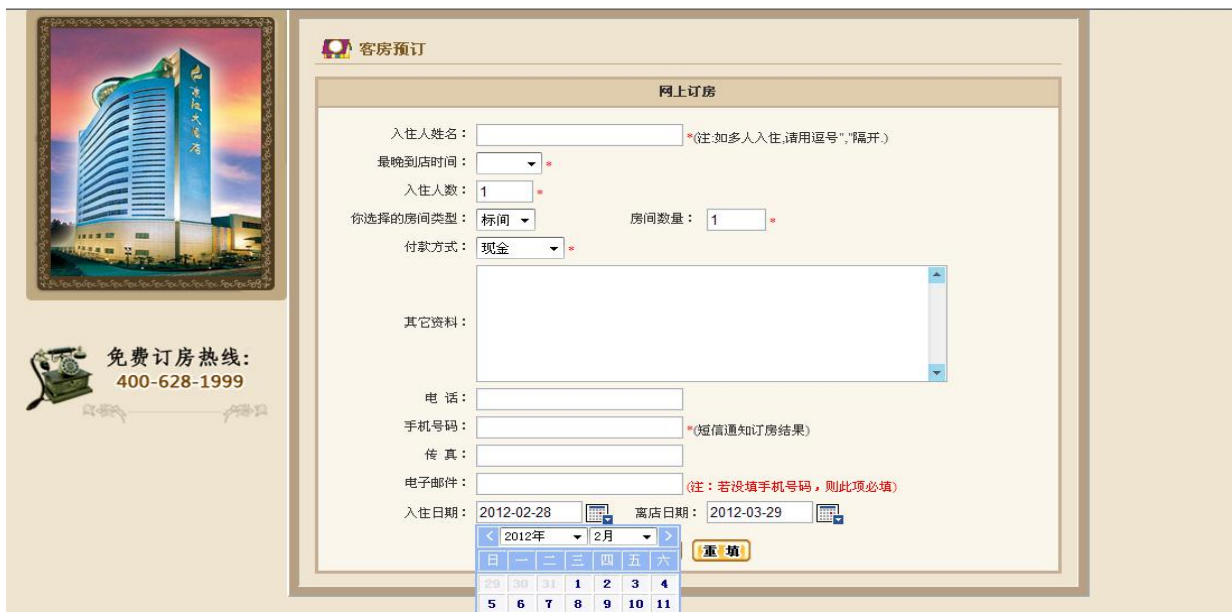 京汉大酒店
免费订房热线:
400-628-1999
客房预订
网上订房
入住人姓名： *(注:如多人入住,请用逗号","隔开.)
最晚到店时间： *
入住人数： 1 *
你选择的房间类型： 标间 房间数量： 1 *
付款方式： 现金 *
其它资料：
电 话：
手机号码： *(短信通知订房结果)
传 真：
电子邮件： (注：若没填手机号码，则此项必填)
入住日期： 2012-02-28 离店日期： 2012-03-29
2012年 2月
重 填
日 一 二 三 四 五 六
29 30 31 1 2 3 4
5 6 7 8 9 10 11